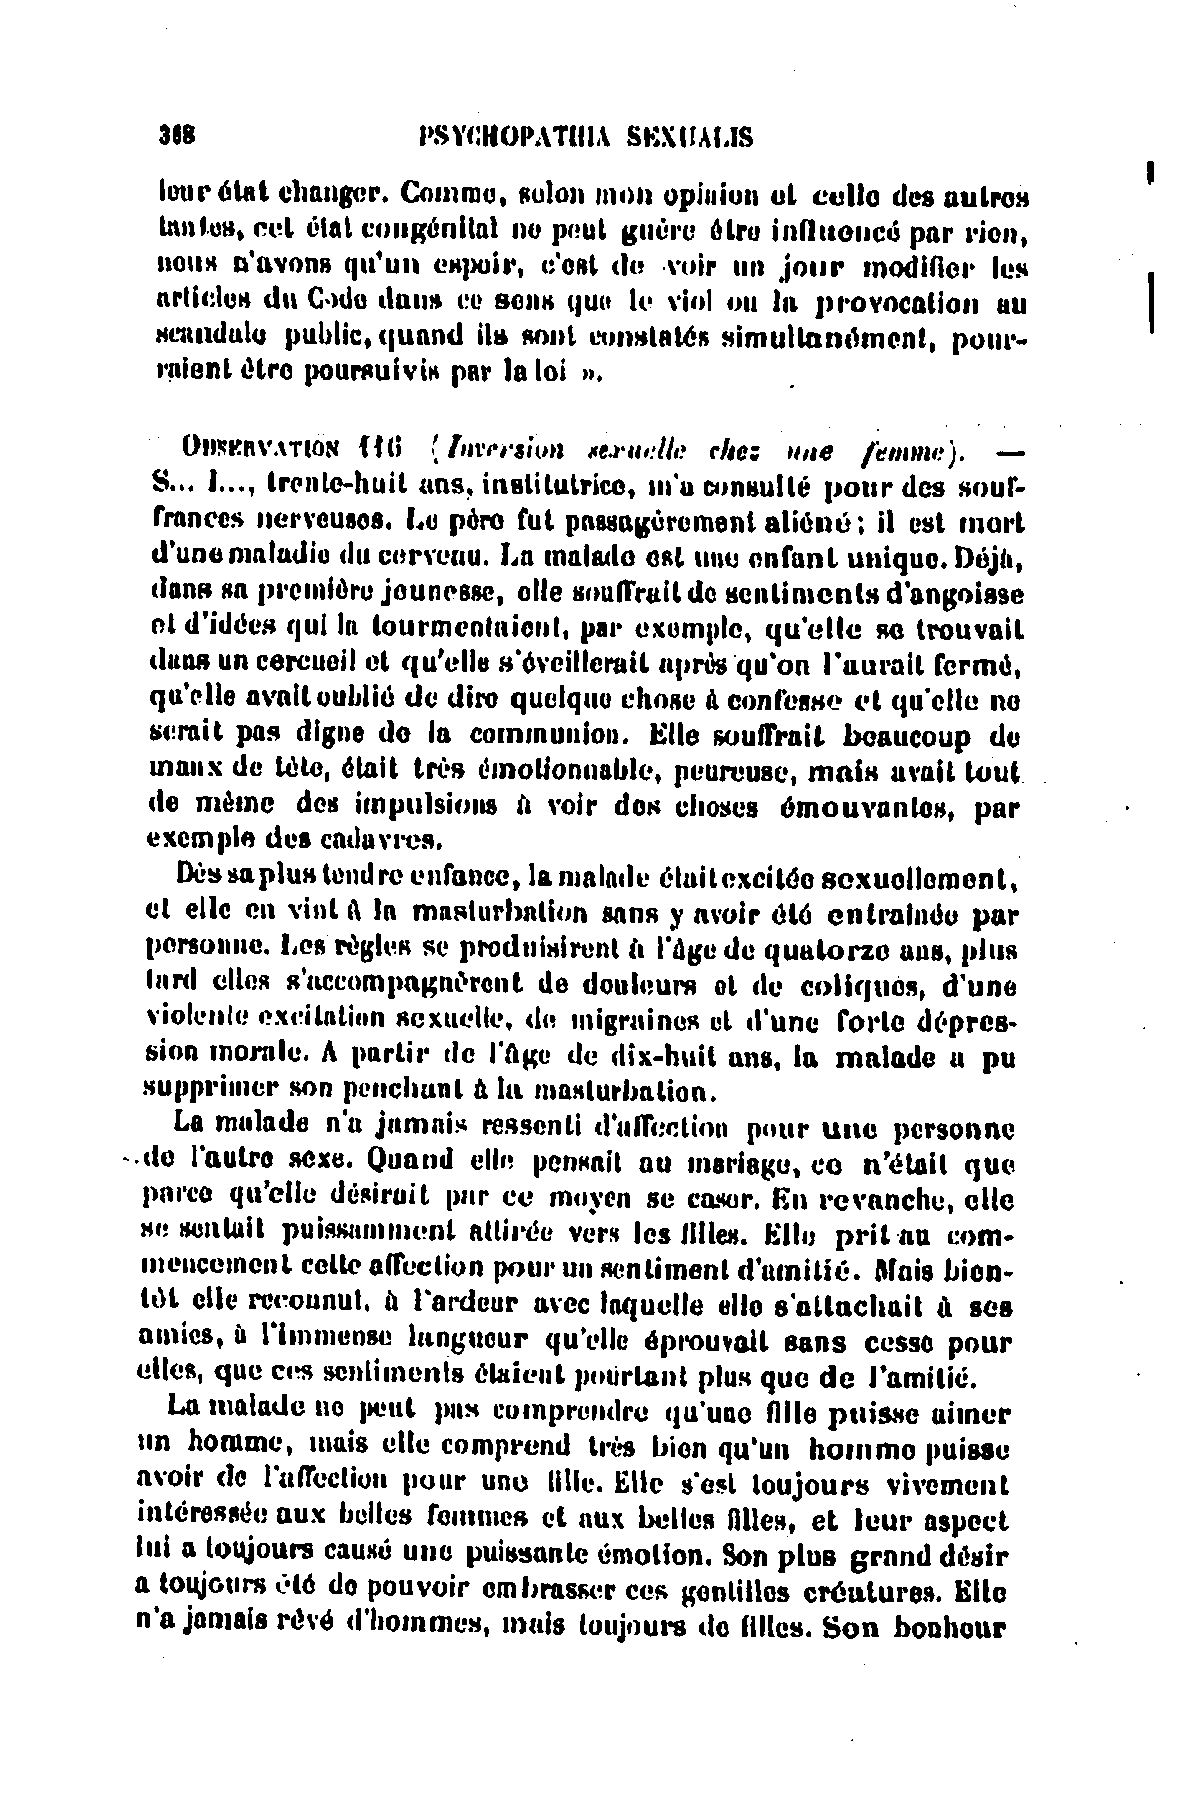 368 PSYCHOPATHIA SEXUALIS
leur état changer. Comme, selon mon opinion et celle des autres
tantes, cet état congénital ne peut guère être influencé par rien,
nous n'avons qu'un espoir, c'est de voir un jour modifier les
articles du Code dans ce sens que le viol ou la provocation au
scandale public, quand ils sont constatés simultanément, pour-
raient être poursuivis par la loi ».
OBSERVATION 116 (Inversion sexuelle chez une femme). —
S... I..., trente-huit ans, institutrice, m'a consulté pour des souf-
frances nerveuses. Le père fut passagèrement aliéné; il est mort
d'une maladie du cerveau. La malade est une enfant unique. Déjà,
dans sa première jeunesse, elle souffrait de sentiments d'angoisse
et d'idées qui la tourmentaient, par exemple, qu'elle se trouvait
dans un cercueil et qu'elle s'éveillerait après qu'on l'aurait fermé,
qu'elle avait oublié de dire quelque chose à confesse et qu'elle ne
serait pas digne de la communion. Elle souffrait beaucoup de
maux de tête, était très émotionnable, peureuse, mais avait tout
de même des impulsions à voir des choses émouvantes, par
exemple des cadavres.
Dès sa plus tendre enfance, la malade était excitée sexuellement,
et elle en vint à la masturbation sans y avoir été entraînée par
personne. Les règles se produisirent à l'âge de quatorze ans, plus
tard elles s'accompagnèrent de douleurs et de coliques, d'une
violente excitation sexuelle, de migraines et d'une forte dépres-
sion morale. A partir de l'âge de dix-huit ans, la malade a pu
supprimer son penchant à la masturbation.
La malade n'a jamais ressenti d'affection pour une personne
de l'autre sexe. Quand elle pensait au mariage, ce n'était que
parce qu'elle désirait par ce moyen se caser. En revanche, elle
se sentait puissamment attirée vers les filles. Elle prit au com-
mencement cette affection pour un sentiment d'amitié. Mais bien-
tôt elle reconnut, à l'ardeur avec laquelle elle s'attachait à ses
amies, à l'immense langueur qu'elle éprouvait sans cesse pour
elles, que ces sentiments étaient pourtant plus que de l'amitié.
La malade ne peut pas comprendre qu'une fille puisse aimer
un homme, mais elle comprend très bien qu'un homme puisse
avoir de l'affection pour une fille. Elle s'est toujours vivement
intéressée aux belles femmes et aux belles filles, et leur aspect
lui a toujours causé une puissante émotion. Son plus grand désir
a toujours été de pouvoir embrasser ces gentilles créatures. Elle
n'a jamais rêvé d'hommes, mais toujours de filles. Son bonheur